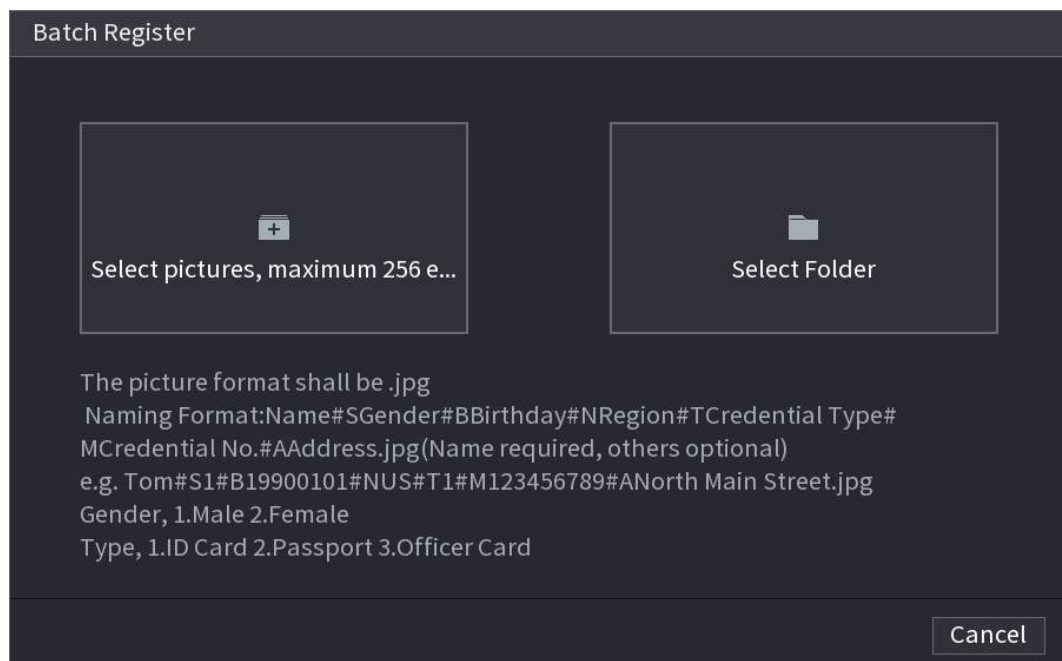 Batch Register
Select pictures, maximum 256 e...
Select Folder
The picture format shall be .jpg
Naming Format:Name#SGender#BBirthday#NRegion#TCredential Type#
MCredential No.#AAddress.jpg(Name required, others optional)
e.g. Tom#S1#B19900101#NUS#T1#M123456789#ANorth Main Street.jpg
Gender, 1.Male 2.Female
Type, 1.ID Card 2.Passport 3.Officer Card
Cancel